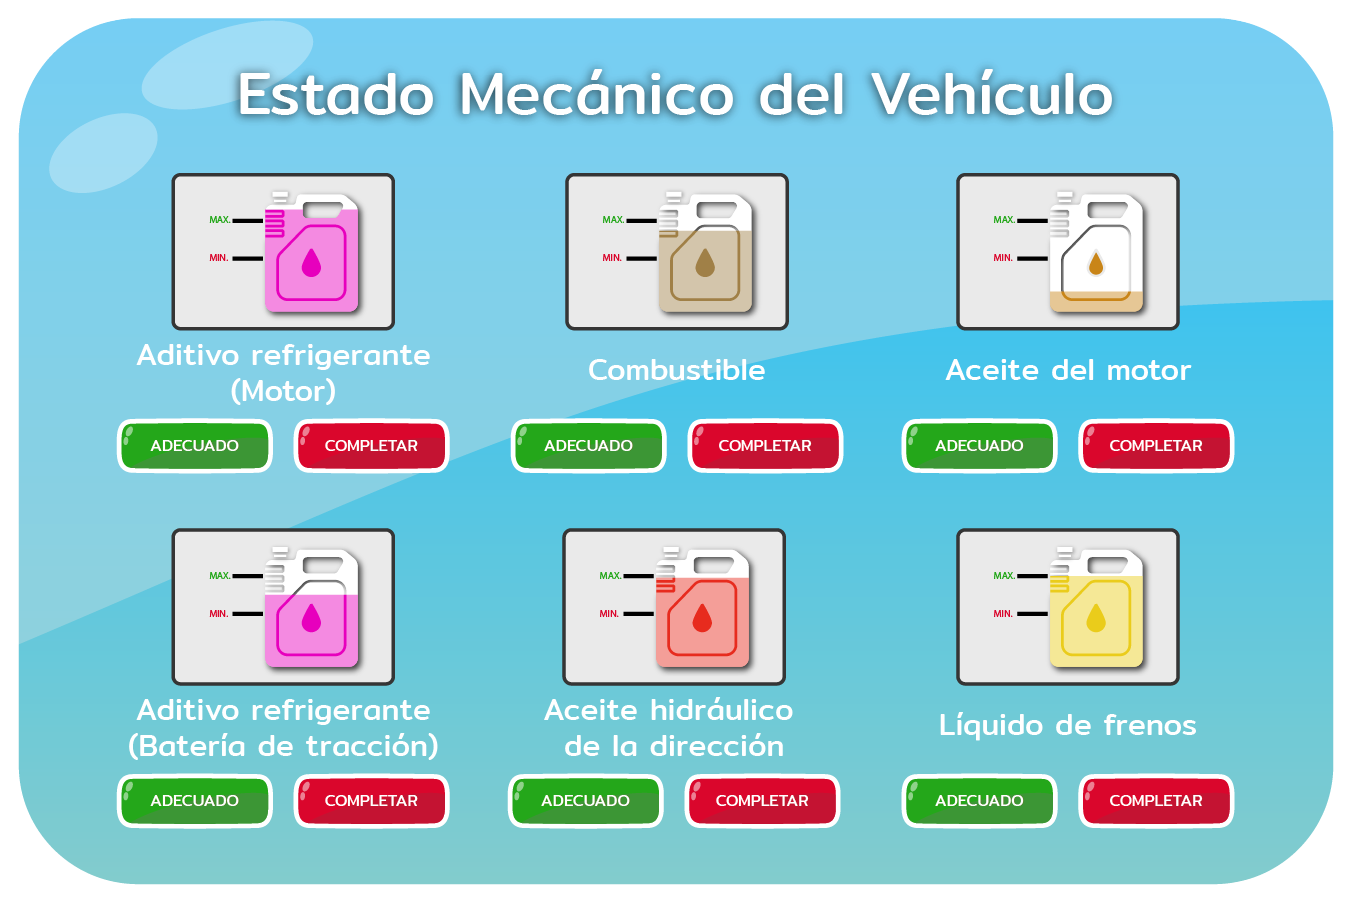 Estado Mecánico del Vehículo
MAX.
MIN.
Aditivo refrigerante
(Motor)
ADECUADO
COMPLETAR
MAX.
MIN.
Combustible
ADECUADO
COMPLETAR
MAX.
MIN.
Aceite del motor
ADECUADO
COMPLETAR
MAX.
MIN.
Aditivo refrigerante
(Batería de tracción)
ADECUADO
COMPLETAR
MAX.
MIN.
Aceite hidráulico
de la dirección
ADECUADO
COMPLETAR
MAX.
MIN.
Líquido de frenos
ADECUADO
COMPLETAR